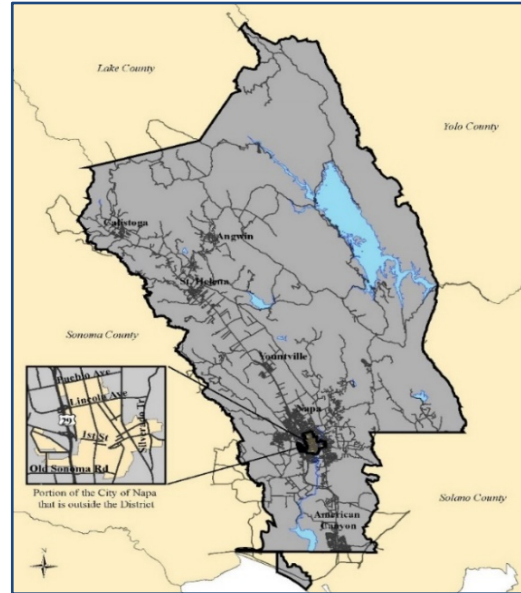 Lake County
Yolo County
Calistoga
Angwin
St. Helena
Sonoma County
Yountville
Napa
Pueblo Ave
Lincoln Ave
29
1st St
Silverado Tr
Old Sonoma Rd
Portion of the City of Napa
that is outside the District
American
Canyon
Solano County
N